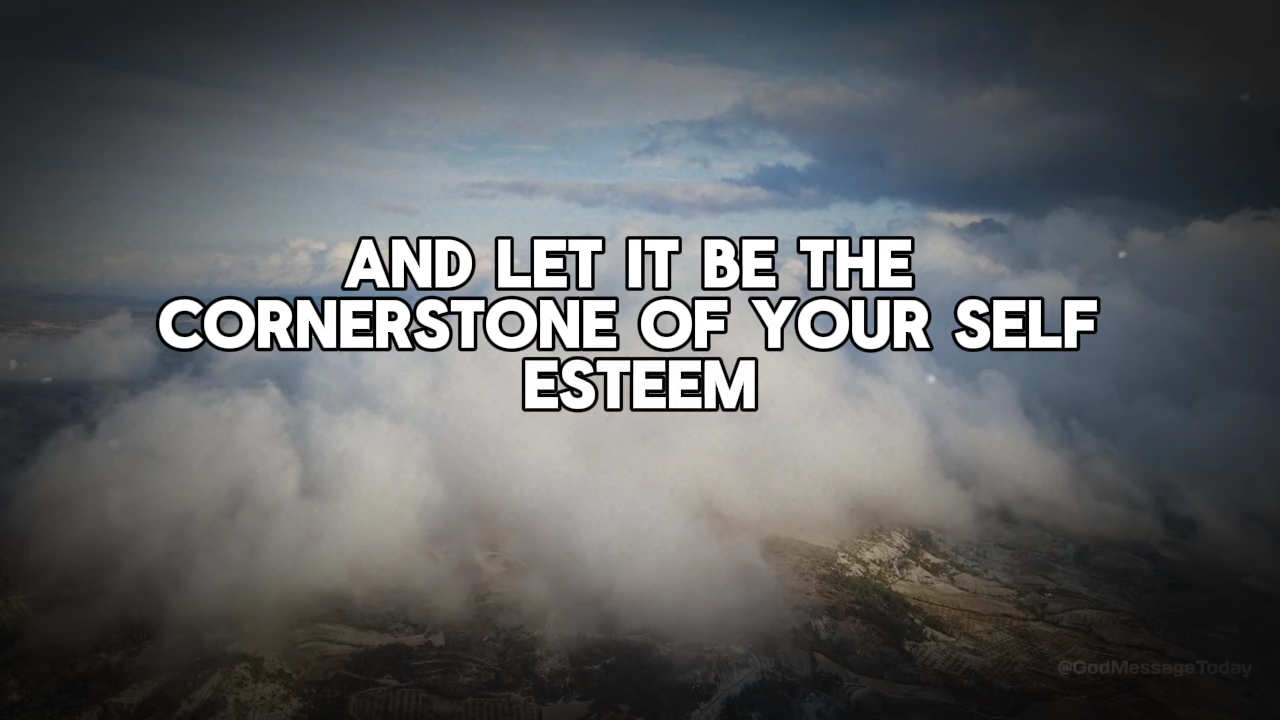 AND LET IT BE THE
CORNERSTONE OF YOUR SELF
ESTEEM
@GodMessageToday